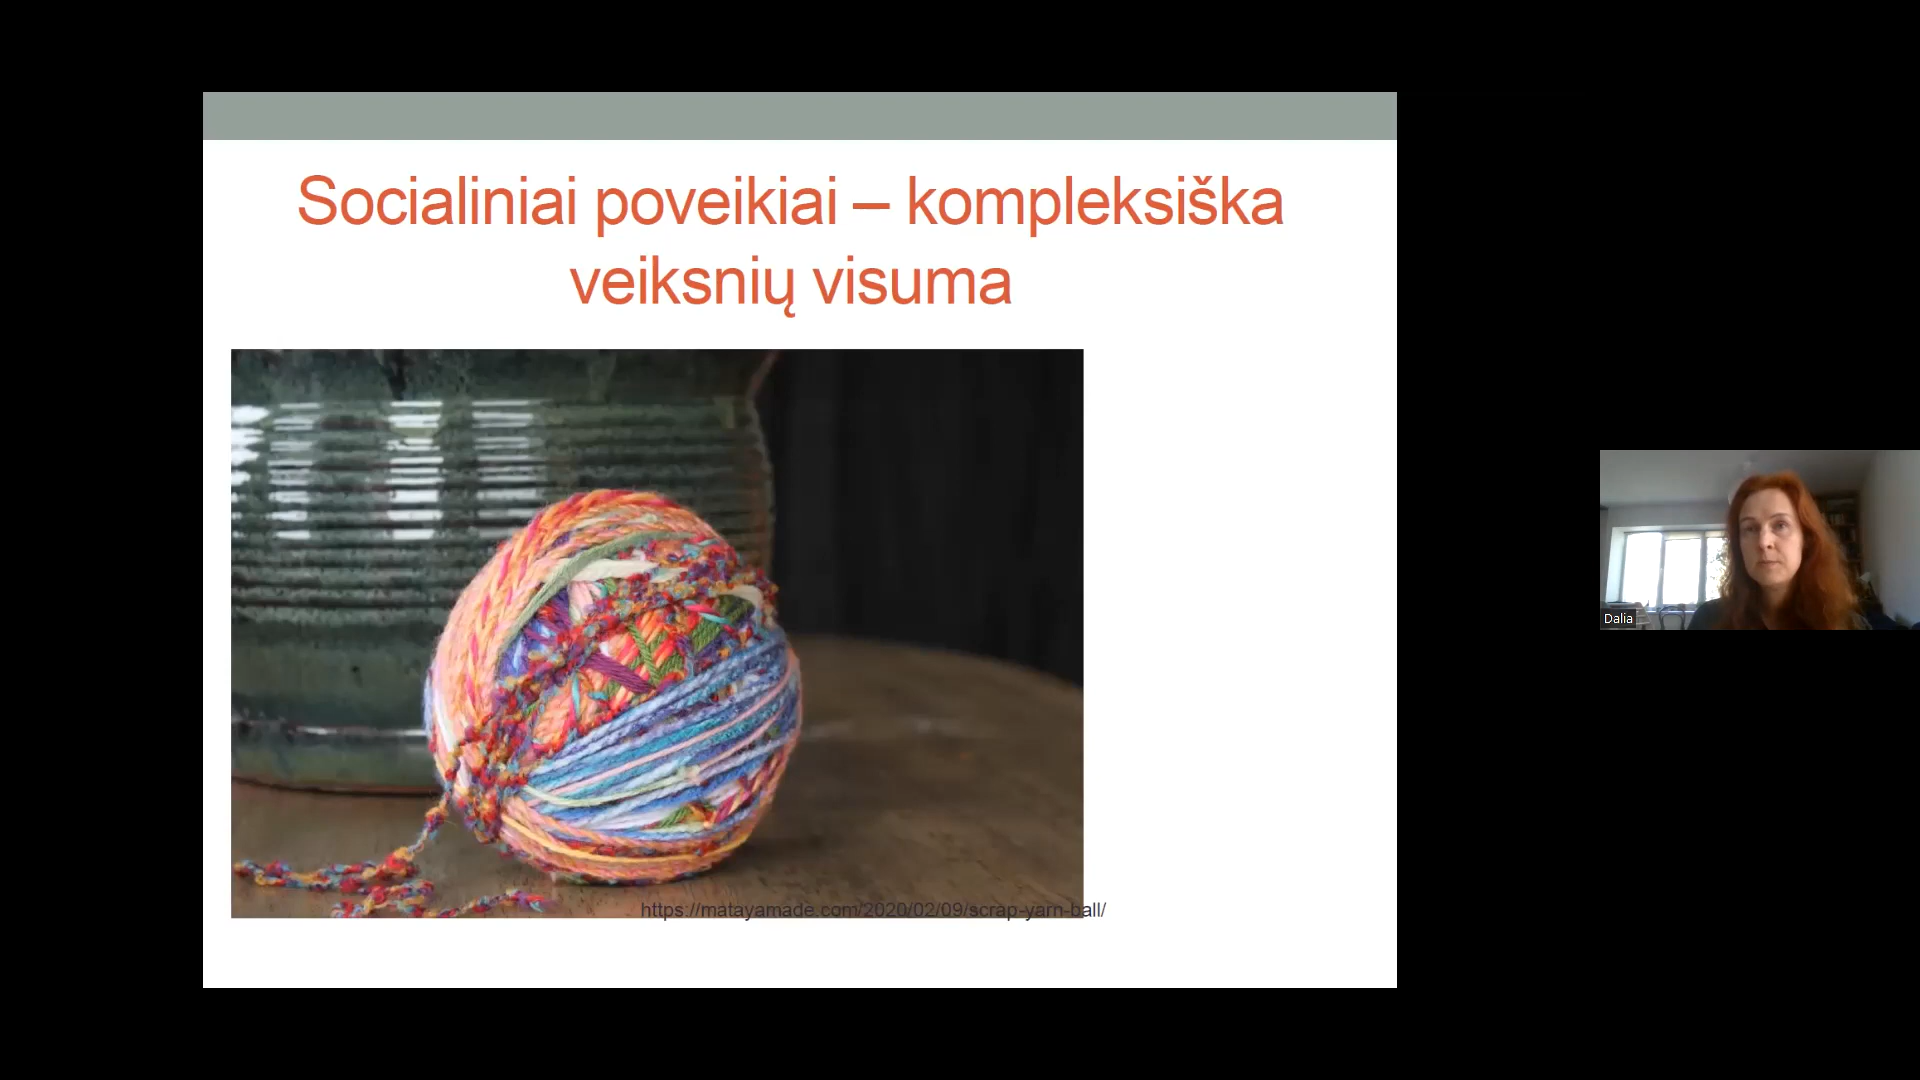 Socialiniai poveikiai – kompleksiška
veiksnių visuma
https://matayamade.com/2020/02/09/scrap-yarn-ball/
Dalia